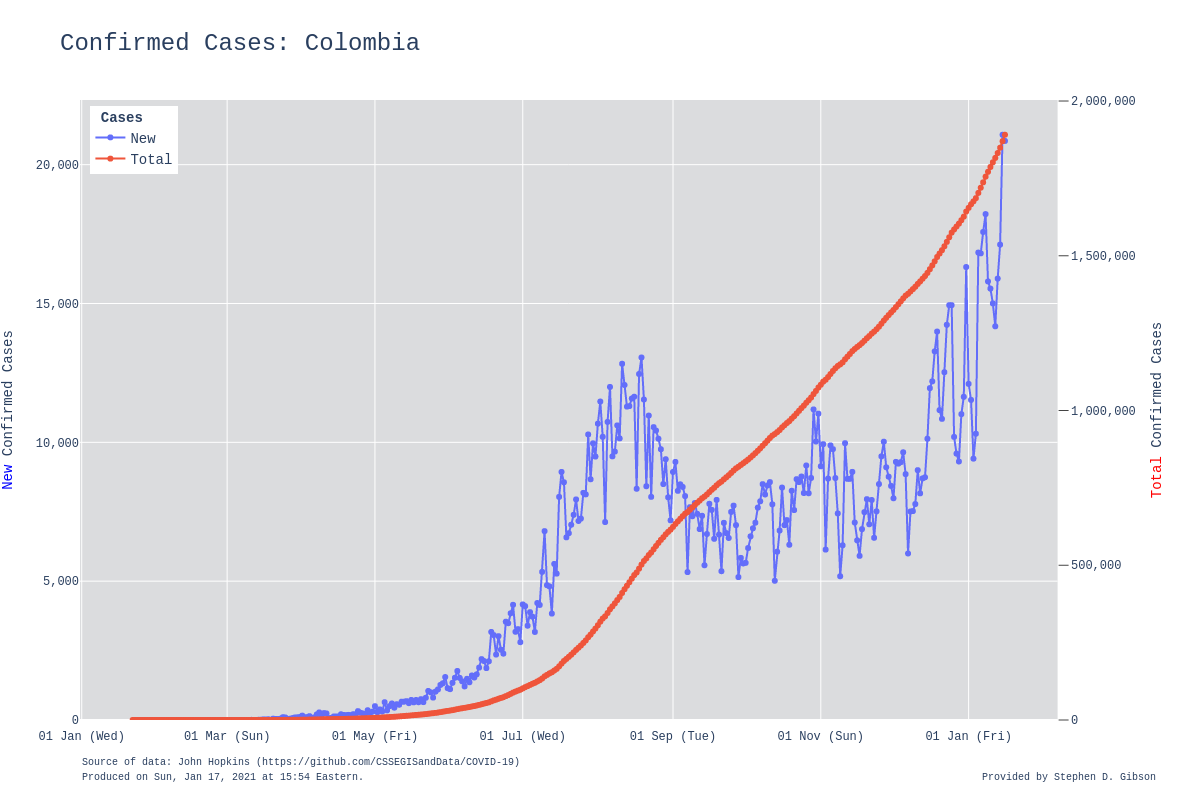 Confirmed Cases: Colombia
Cases
New
Total
20,000
15,000
10,000
5,000
0
New Confirmed Cases
2,000,000
1,500,000
1,000,000
500,000
0
Total Confirmed Cases
01 Jan (Wed)
01 Mar (Sun)
01 May (Fri)
01 Jul (Wed)
01 Sep (Tue)
01 Nov (Sun)
01 Jan (Fri)
Source of data: John Hopkins (https://github.com/CSSEGISandData/COVID-19)
Produced on Sun, Jan 17, 2021 at 15:54 Eastern.
Provided by Stephen D. Gibson